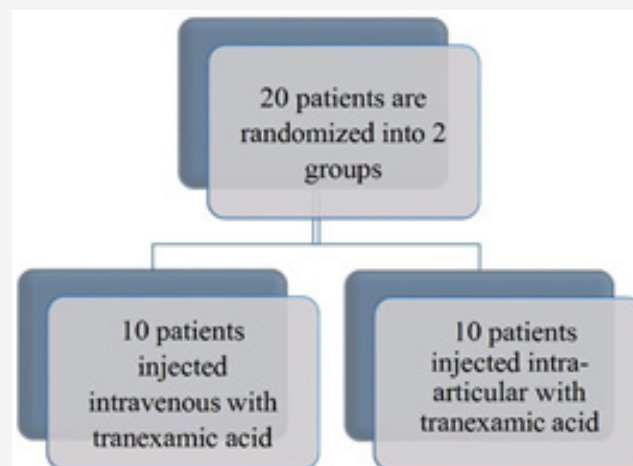 20 patients are
randomized into 2
groups
10 patients
injected
intravenous with
tranexamic acid
10 patients
injected intra-
articular with
tranexamic acid